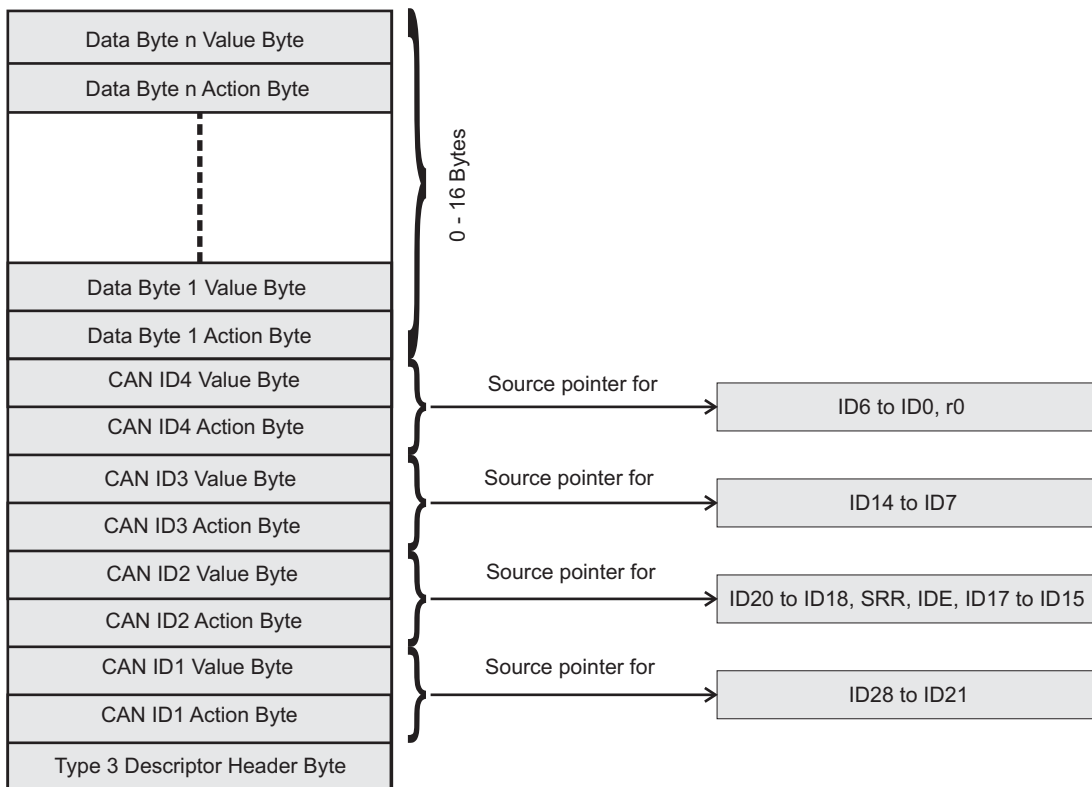 Data Byte n Value Byte
Data Byte n Action Byte
0 - 16 Bytes
Data Byte 1 Value Byte
Data Byte 1 Action Byte
CAN ID4 Value Byte
CAN ID4 Action Byte
Source pointer for
ID6 to ID0, r0
CAN ID3 Value Byte
CAN ID3 Action Byte
Source pointer for
ID14 to ID7
CAN ID2 Value Byte
CAN ID2 Action Byte
Source pointer for
ID20 to ID18, SRR, IDE, ID17 to ID15
CAN ID1 Value Byte
CAN ID1 Action Byte
Source pointer for
ID28 to ID21
Type 3 Descriptor Header Byte